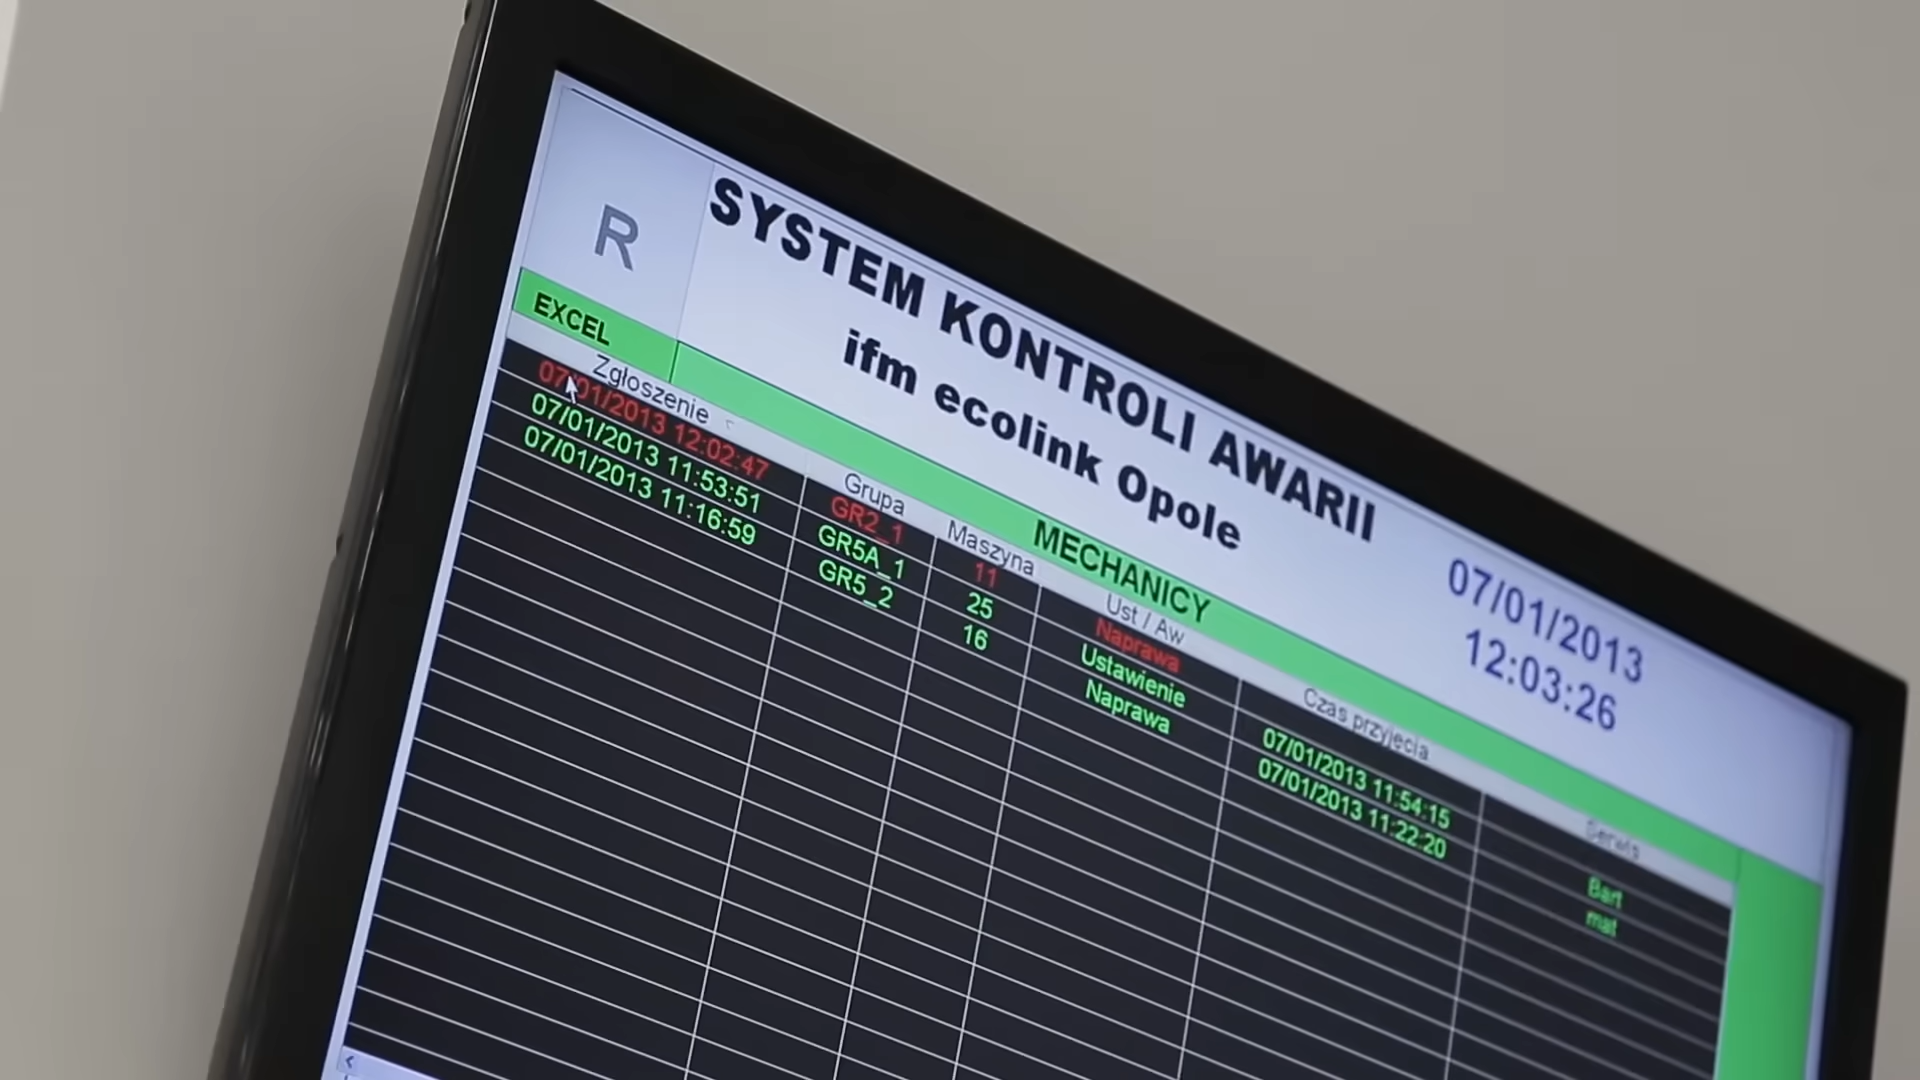 R
SYSTEM KONTROLI AWARII
ifm ecolink Opole
07/01/2013
12:03:26
EXCEL
MECHANICY
Zgłoszenie Grupa Maszyna Ust / Aw Czas przyjęcia Serwis
07/01/2013 12:02:47 GR2_1 11 Naprawa
07/01/2013 11:53:51 GR5A_1 25 Ustawienie 07/01/2013 11:54:15 Bart
07/01/2013 11:16:59 GR5_2 16 Naprawa 07/01/2013 11:22:20 mat